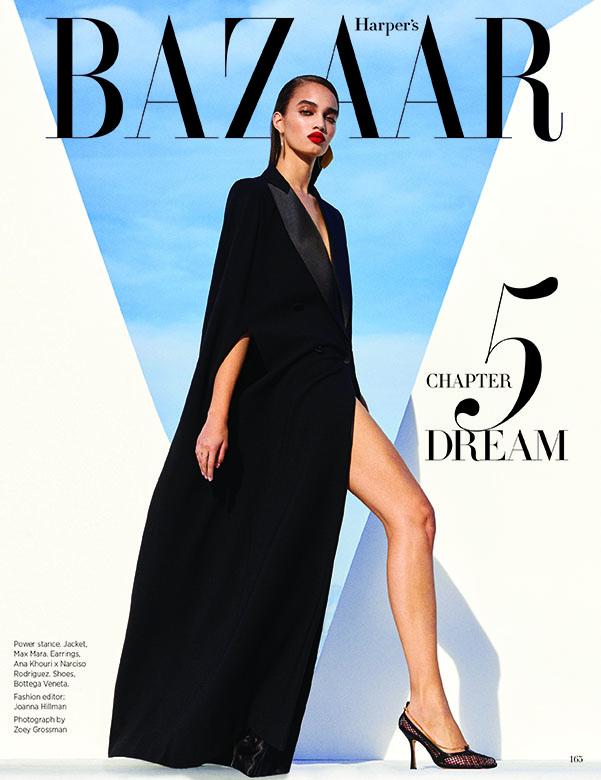 Harper's
BAZAAR
CHAPTER 5
DREAM
Power stance. Jacket,
Max Mara. Earrings,
Ana Khouri x Narciso
Rodriguez. Shoes,
Bottega Veneta.
Fashion editor:
Joanna Hillman
Photograph by
Zoey Grossman
165